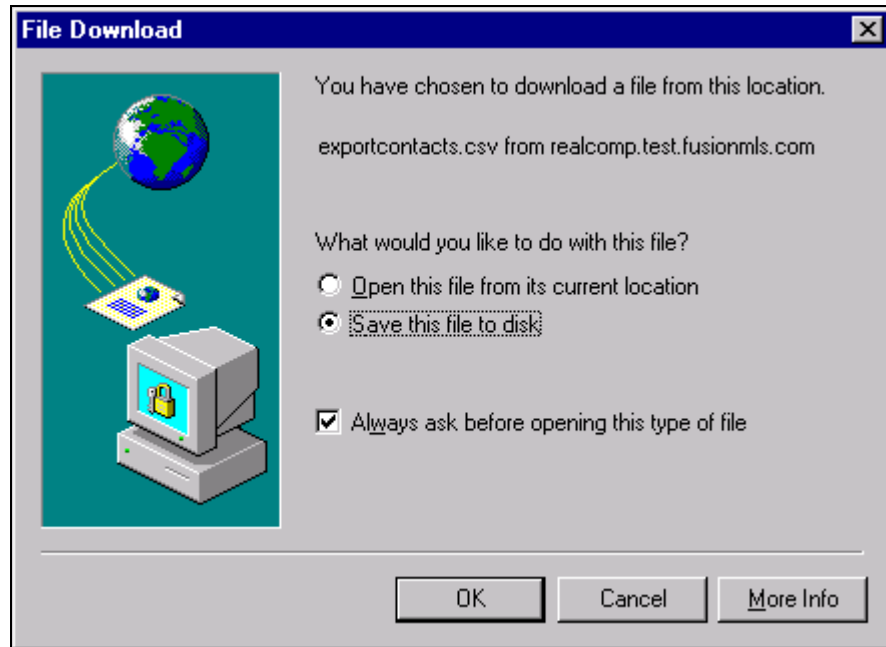 File Download
You have chosen to download a file from this location.
exportcontacts.csv from realcomp.test.fusionmls.com
What would you like to do with this file?
Open this file from its current location
Save this file to disk
Always ask before opening this type of file
OK Cancel More Info